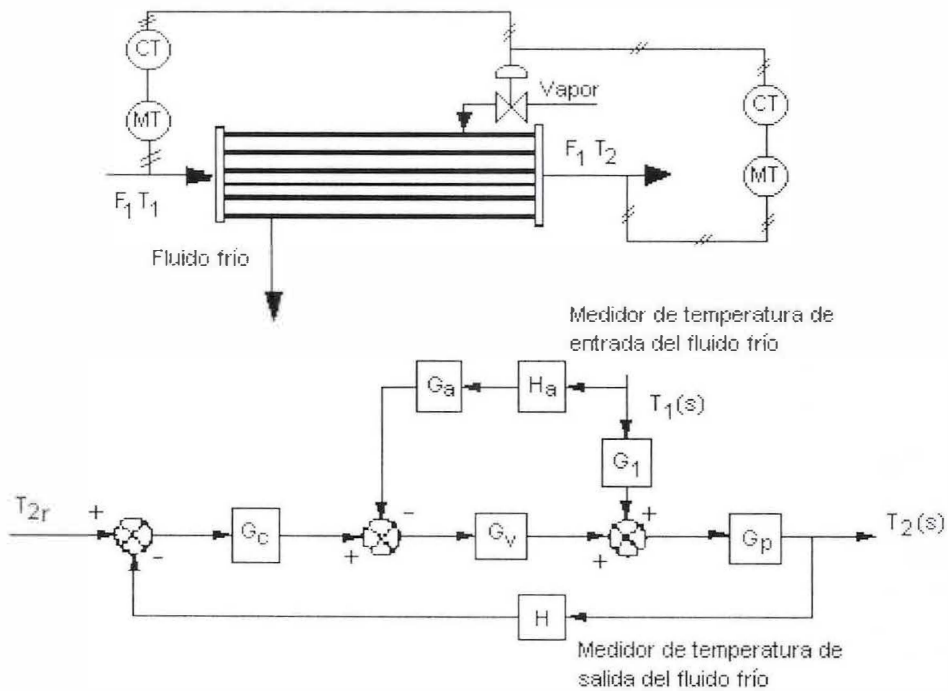 CT
MT
Vapor
CT
MT
F1 T1
F1 T2
Fluido frío
Medidor de temperatura de
entrada del fluido frío
Ga
Ha
T1(s)
G1
T2r
+
-
Gc
-
+
Gv
+
+
Gp
T2(s)
H
Medidor de temperatura de
salida del fluido frío